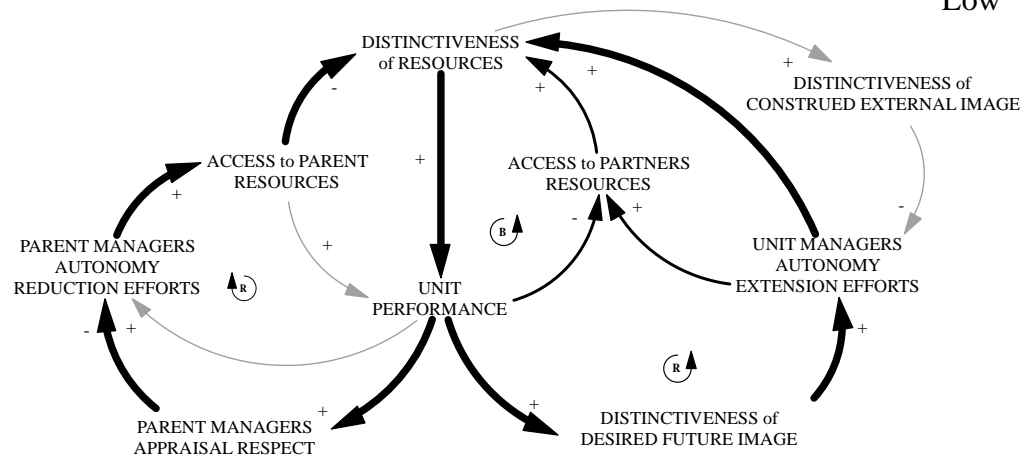 Low
DISTINCTIVENESS
of RESOURCES
+
DISTINCTIVENESS of
CONSTRUED EXTERNAL IMAGE
+
-
+
ACCESS to PARENT
RESOURCES
+
ACCESS to PARTNERS
RESOURCES
+
-
+
-
B
PARENT MANAGERS
AUTONOMY
REDUCTION EFFORTS
+
R
UNIT
PERFORMANCE
UNIT MANAGERS
AUTONOMY
EXTENSION EFFORTS
-
+
+
R
+
+
PARENT MANAGERS
APPRAISAL RESPECT
DISTINCTIVENESS of
DESIRED FUTURE IMAGE